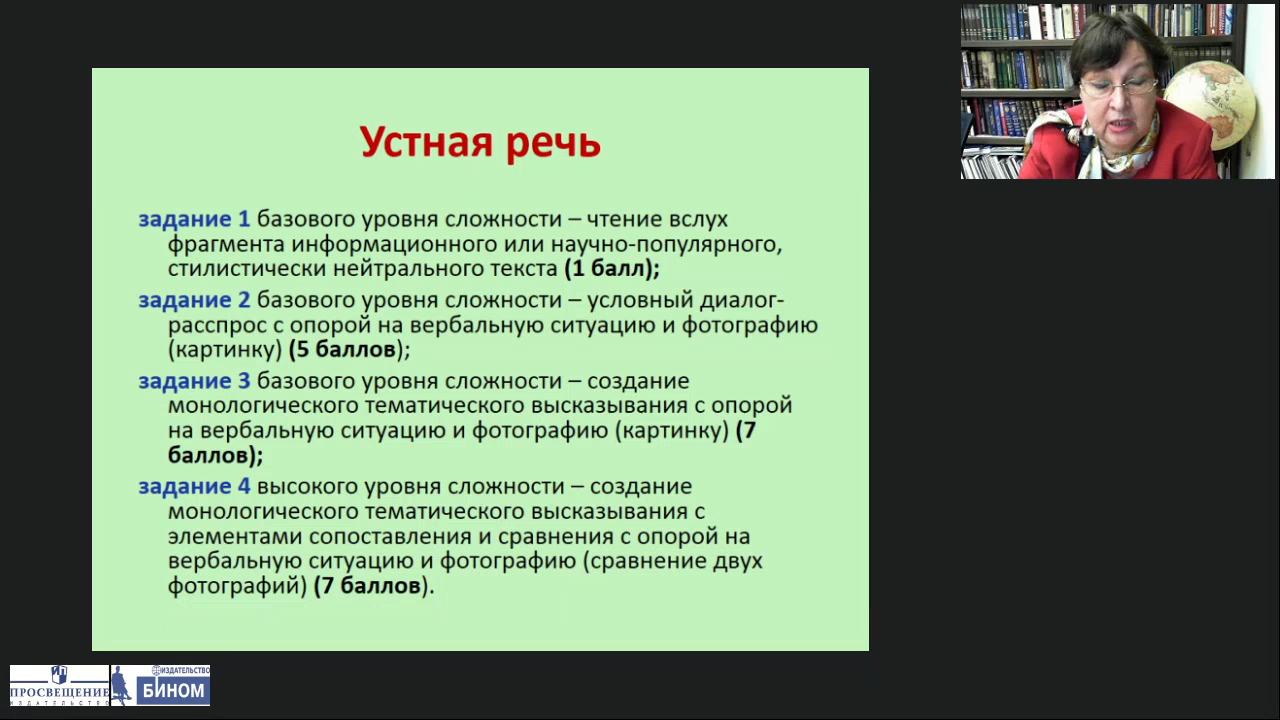 Устная речь
задание 1 базового уровня сложности – чтение вслух
фрагмента информационного или научно-популярного,
стилистически нейтрального текста (1 балл);
задание 2 базового уровня сложности – условный диалог-
расспрос с опорой на вербальную ситуацию и фотографию
(картинку) (5 баллов);
задание 3 базового уровня сложности – создание
монологического тематического высказывания с опорой
на вербальную ситуацию и фотографию (картинку) (7
баллов);
задание 4 высокого уровня сложности – создание
монологического тематического высказывания с
элементами сопоставления и сравнения с опорой на
вербальную ситуацию и фотографию (сравнение двух
фотографий) (7 баллов).
ПРОСВЕЩЕНИЕ
ИЗДАТЕЛЬСТВО
ИЗДАТЕЛЬСТВО
БИНОМ